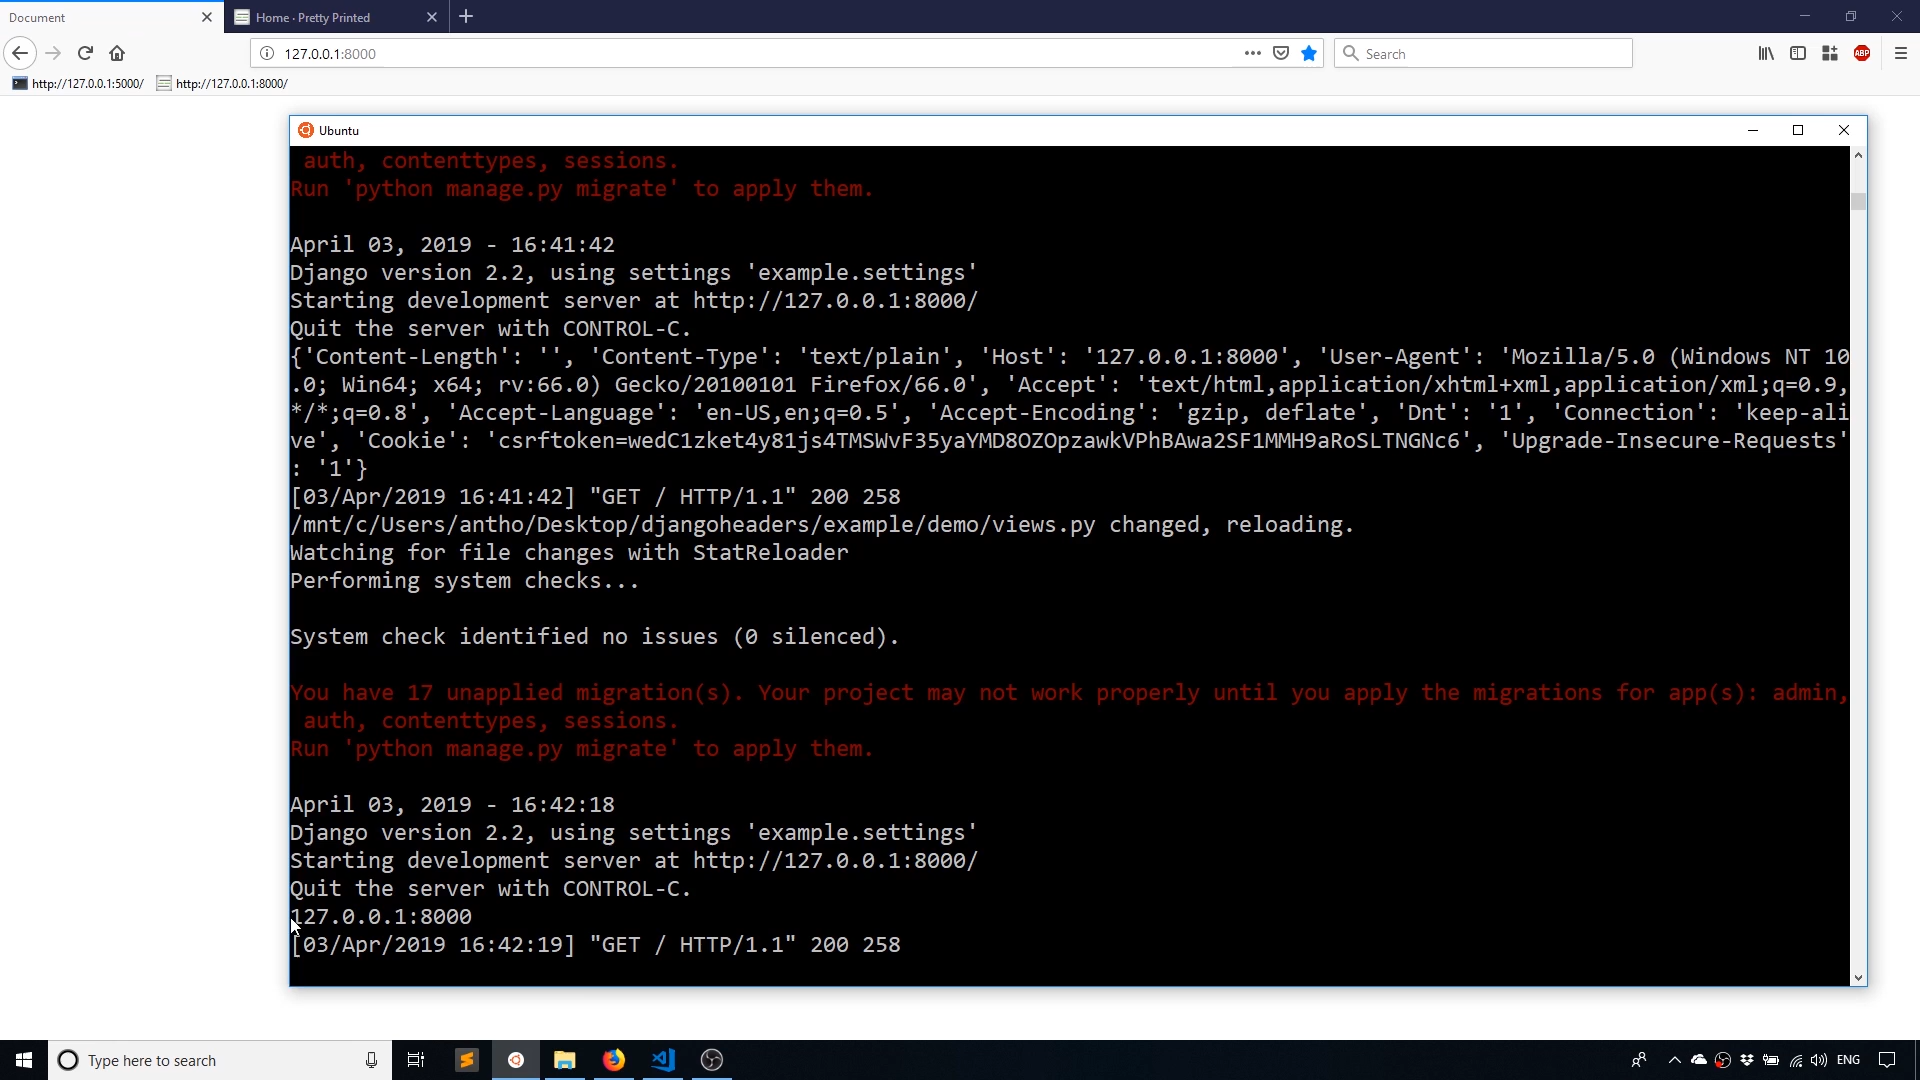 Document
Home · Pretty Printed
127.0.0.1:8000
Search
ABP
http://127.0.0.1:5000/ http://127.0.0.1:8000/
Ubuntu
auth, contenttypes, sessions.
Run 'python manage.py migrate' to apply them.
April 03, 2019 - 16:41:42
Django version 2.2, using settings 'example.settings'
Starting development server at http://127.0.0.1:8000/
Quit the server with CONTROL-C.
{'Content-Length': '', 'Content-Type': 'text/plain', 'Host': '127.0.0.1:8000', 'User-Agent': 'Mozilla/5.0 (Windows NT 10
.0; Win64; x64; rv:66.0) Gecko/20100101 Firefox/66.0', 'Accept': 'text/html,application/xhtml+xml,application/xml;q=0.9,
*/*;q=0.8', 'Accept-Language': 'en-US,en;q=0.5', 'Accept-Encoding': 'gzip, deflate', 'Dnt': '1', 'Connection': 'keep-ali
ve', 'Cookie': 'csrftoken=wedC1zket4y81js4TMSWvF35yaYMD8OZOpzawkVPhBAwa2SF1MMH9aRoSLTNGNc6', 'Upgrade-Insecure-Requests'
: '1'}
[03/Apr/2019 16:41:42] "GET / HTTP/1.1" 200 258
/mnt/c/Users/antho/Desktop/djangoheaders/example/demo/views.py changed, reloading.
Watching for file changes with StatReloader
Performing system checks...
System check identified no issues (0 silenced).
You have 17 unapplied migration(s). Your project may not work properly until you apply the migrations for app(s): admin,
auth, contenttypes, sessions.
Run 'python manage.py migrate' to apply them.
April 03, 2019 - 16:42:18
Django version 2.2, using settings 'example.settings'
Starting development server at http://127.0.0.1:8000/
Quit the server with CONTROL-C.
127.0.0.1:8000
[03/Apr/2019 16:42:19] "GET / HTTP/1.1" 200 258
Type here to search
ENG